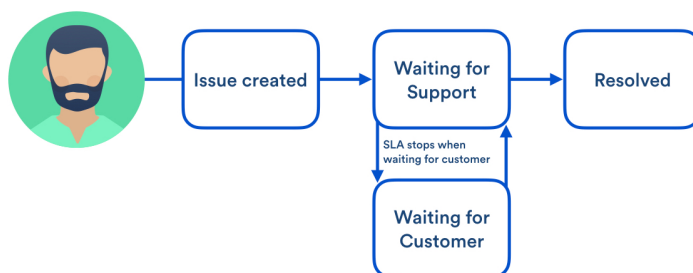 Issue created
Waiting for
Support
Resolved
SLA stops when
waiting for customer
Waiting for
Customer